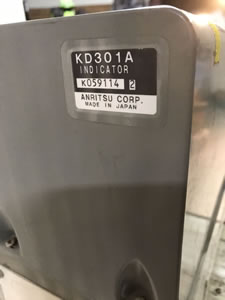 KD301A
INDICATOR
K059114 2
ANRITSU CORP.
MADE IN JAPAN